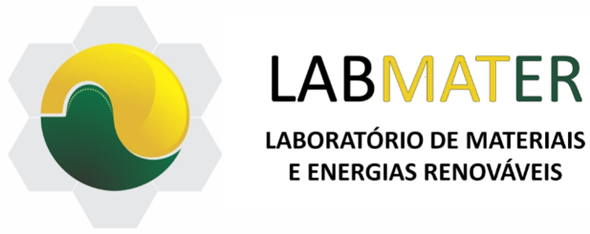 LABMATER
LABORATÓRIO DE MATERIAIS
E ENERGIAS RENOVÁVEIS